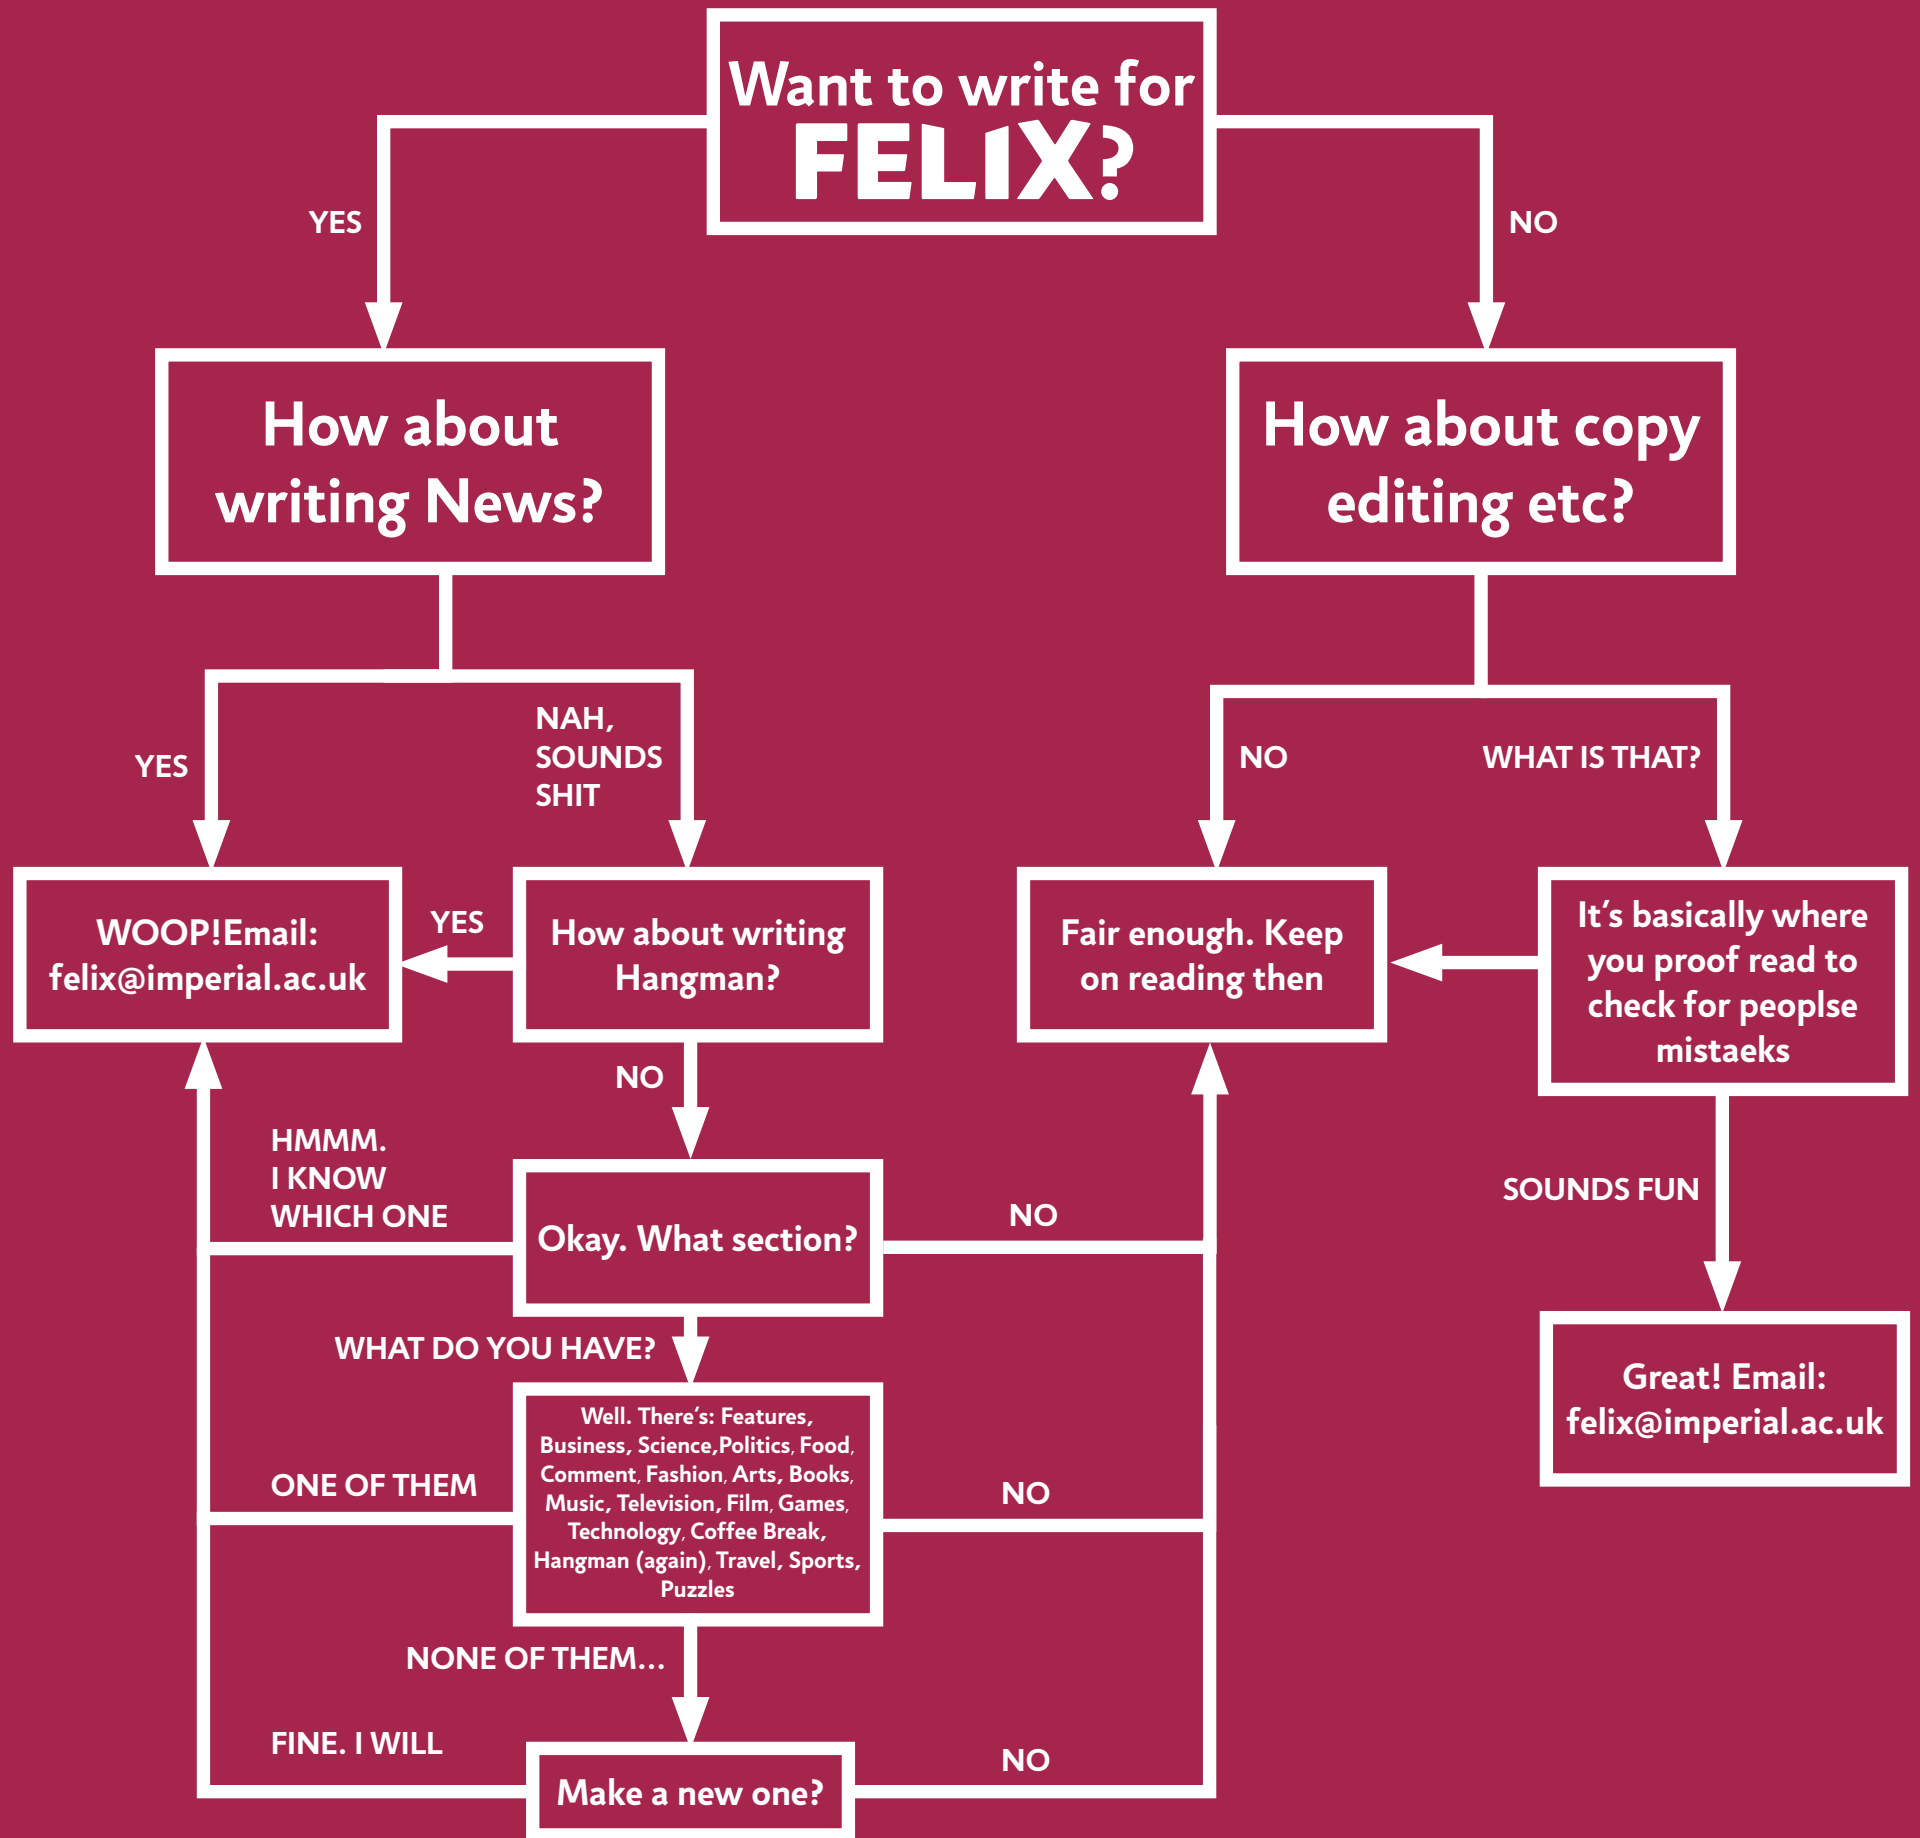 Want to write for
FELIX?
YES
NO
How about
writing News?
How about copy
editing etc?
YES
NAH,
SOUNDS
SHIT
NO
WHAT IS THAT?
WOOP!Email:
felix@imperial.ac.uk
YES
How about writing
Hangman?
Fair enough. Keep
on reading then
It's basically where
you proof read to
check for peoplse
mistaeks
NO
HMMM.
I KNOW
WHICH ONE
Okay. What section?
NO
SOUNDS FUN
WHAT DO YOU HAVE?
Great! Email:
felix@imperial.ac.uk
Well. There's: Features,
Business, Science,Politics, Food,
Comment, Fashion, Arts, Books,
Music, Television, Film, Games,
Technology, Coffee Break,
Hangman (again), Travel, Sports,
Puzzles
ONE OF THEM
NO
NONE OF THEM...
FINE. I WILL
Make a new one?
NO